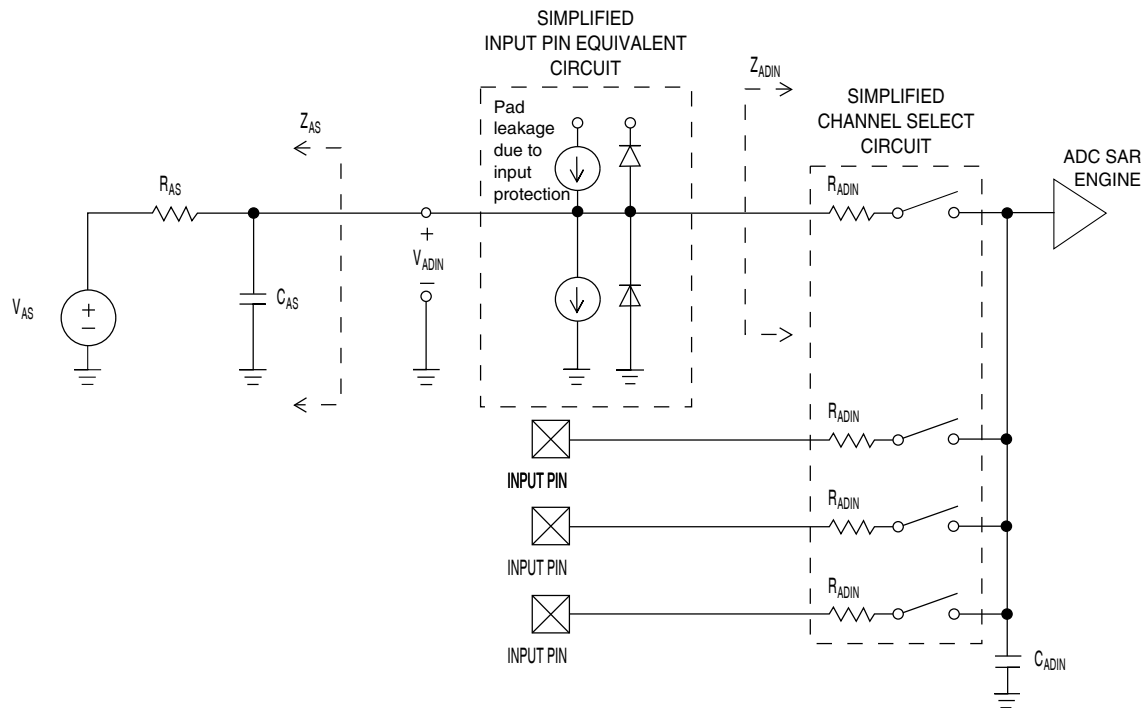 SIMPLIFIED
INPUT PIN EQUIVALENT
CIRCUIT
Z_ADIN
SIMPLIFIED
CHANNEL SELECT
CIRCUIT
Pad
leakage
due to
input
protection
Z_AS
R_AS
R_ADIN
ADC SAR
ENGINE
+
V_ADIN
−
V_AS
+
−
C_AS
R_ADIN
INPUT PIN
R_ADIN
INPUT PIN
R_ADIN
INPUT PIN
C_ADIN